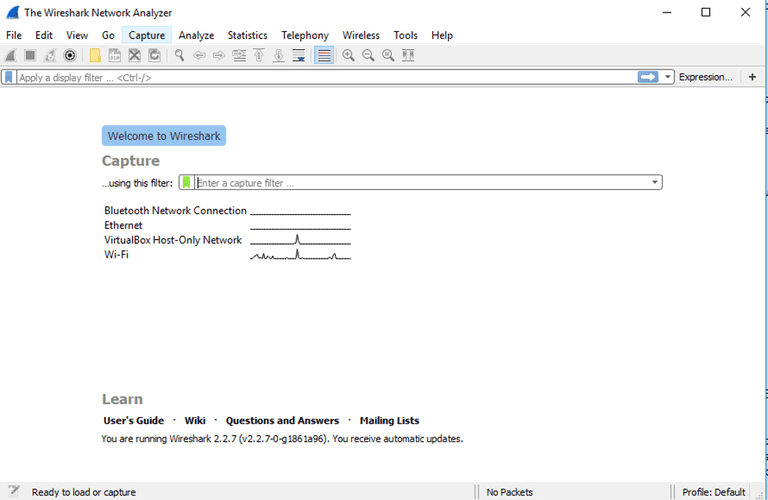 The Wireshark Network Analyzer
File Edit View Go Capture Analyze Statistics Telephony Wireless Tools Help
Apply a display filter ... <Ctrl-/> Expression... +
Welcome to Wireshark
Capture
...using this filter: Enter a capture filter ...
Bluetooth Network Connection
Ethernet
VirtualBox Host-Only Network
Wi-Fi
Learn
User's Guide · Wiki · Questions and Answers · Mailing Lists
You are running Wireshark 2.2.7 (v2.2.7-0-g1861a96). You receive automatic updates.
Ready to load or capture No Packets Profile: Default